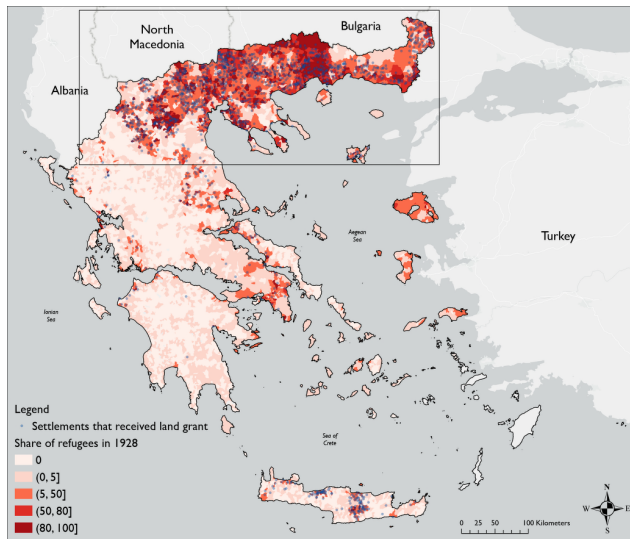 North
Macedonia
Bulgaria
Albania
Aegean
Sea
Turkey
Ionian
Sea
Sea of
Crete
Legend
Settlements that received land grant
Share of refugees in 1928
0
(0, 5]
(5, 50]
(50, 80]
(80, 100]
N
W E
S
0 25 50 100 Kilometers